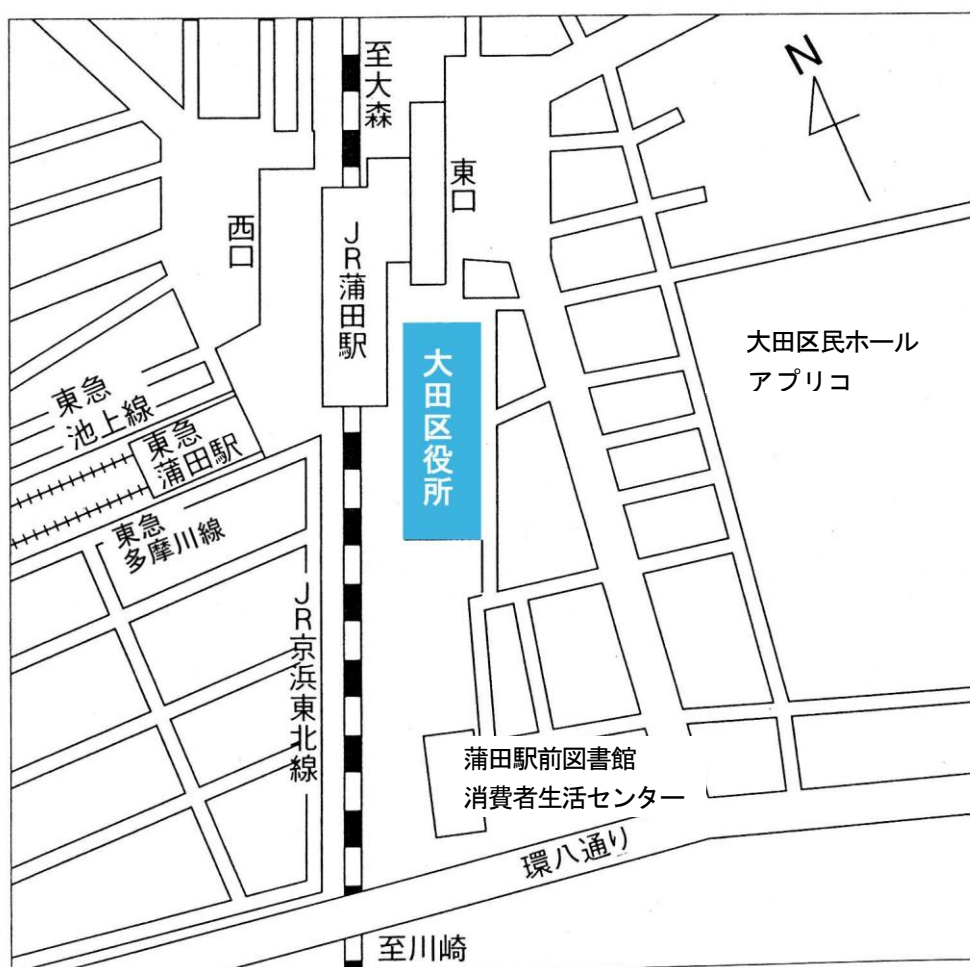 至大森
N
東口
西口
JR蒲田駅
大田区民ホール
アプリコ
大田区役所
東急
池上線
東急
蒲田駅
東急
多摩川線
JR京浜東北線
蒲田駅前図書館
消費者生活センター
環八通り
至川崎